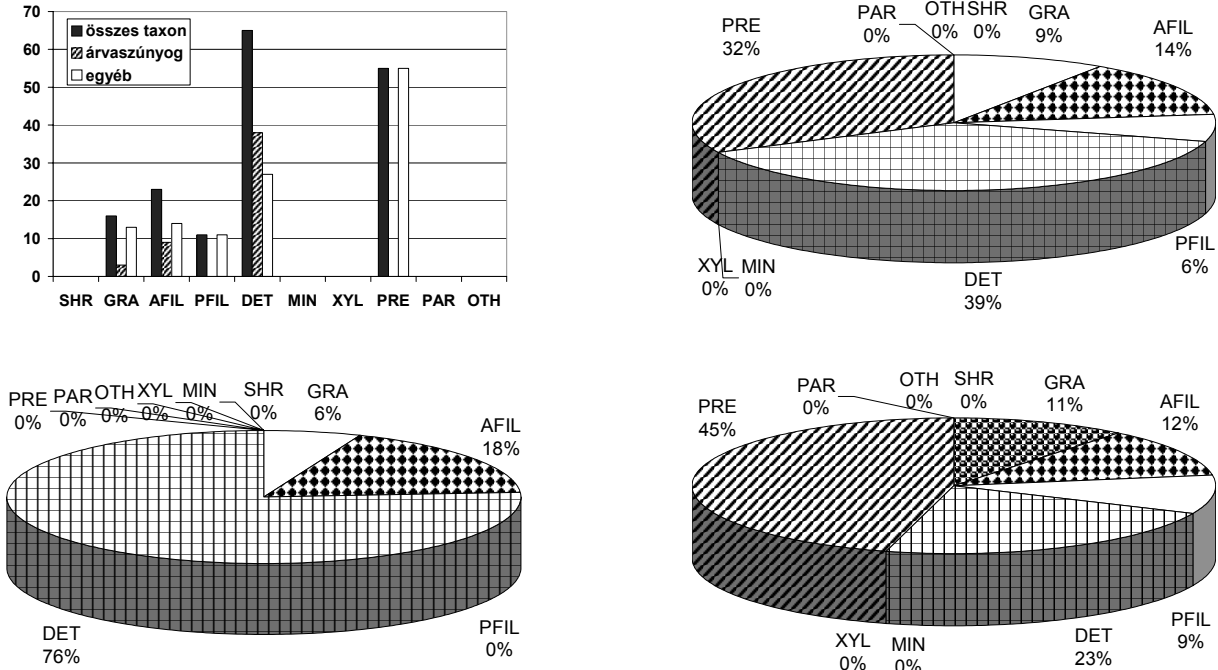 70
60
50
40
30
20
10
0
összes taxon
árvaszúnyog
egyéb
SHR GRA AFIL PFIL DET MIN XYL PRE PAR OTH
PRE
32%
PAR
0%
OTH
0%
SHR
0%
GRA
9%
AFIL
14%
PFIL
6%
DET
39%
XYL
0%
MIN
0%
PRE
0%
PAR
0%
OTH
0%
XYL
0%
MIN
0%
SHR
0%
GRA
6%
AFIL
18%
PFIL
0%
DET
76%
PRE
45%
PAR
0%
OTH
0%
SHR
0%
GRA
11%
AFIL
12%
PFIL
9%
DET
23%
MIN
0%
XYL
0%